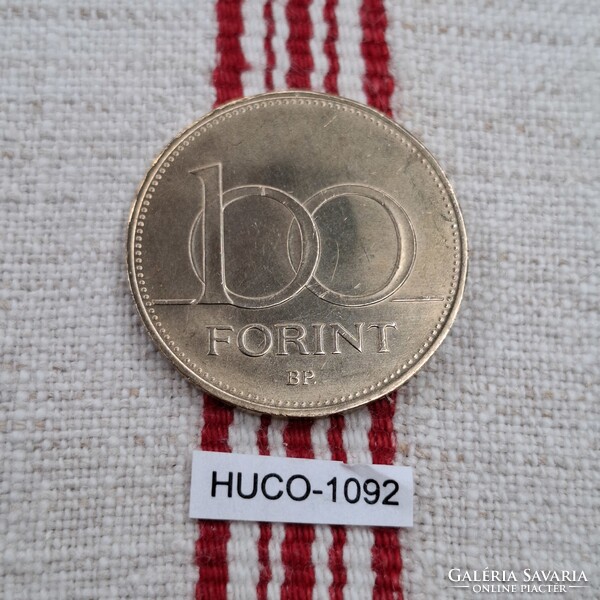 100
FORINT
BP.
HUCO-1092
GALÉRIA SAVARIA
ONLINE PIACTÉR